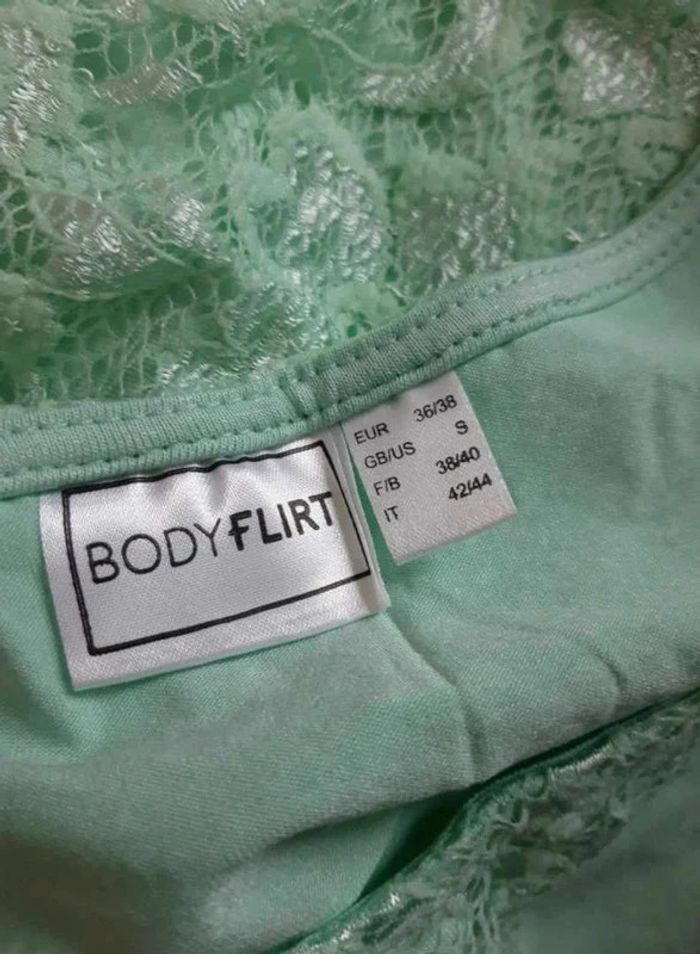 BODYFLIRT
EUR 36/38
GB/US S
F/B 38/40
IT 42/44